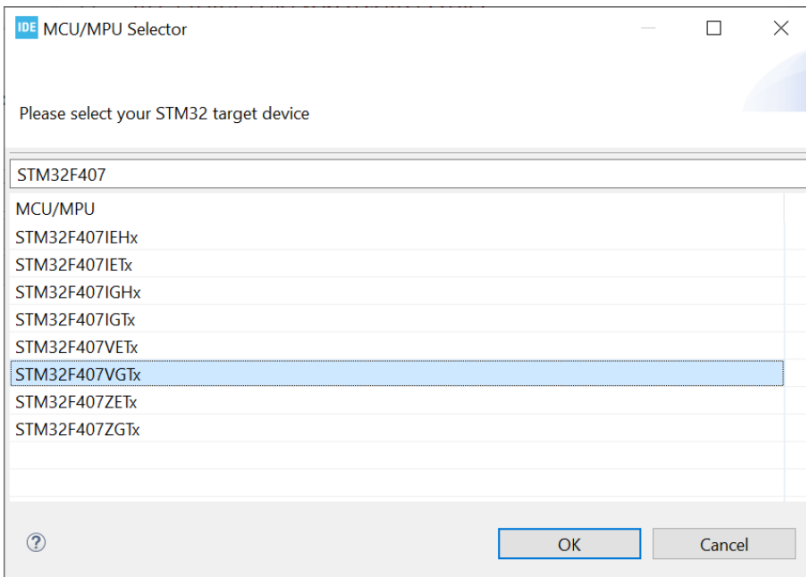 IDE MCU/MPU Selector
Please select your STM32 target device
STM32F407
MCU/MPU
STM32F407IEHx
STM32F407IETx
STM32F407IGHx
STM32F407IGTx
STM32F407VETx
STM32F407VGTx
STM32F407ZETx
STM32F407ZGTx
? OK Cancel